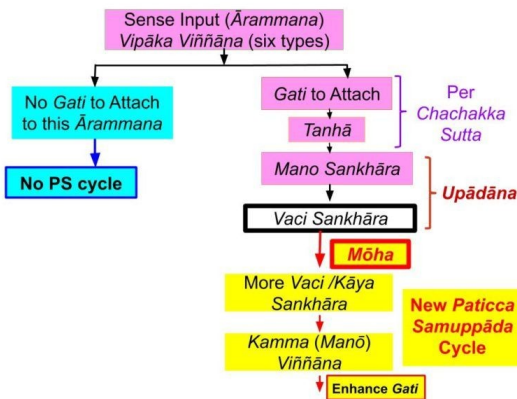 Sense Input (Ārammana)
Vipāka Viññāna (six types)
No Gati to Attach
to this Ārammana
No PS cycle
Gati to Attach
Tanhā
Per
Chachakka
Sutta
Mano Sankhāra
Vaci Sankhāra
Upādāna
Mōha
More Vaci /Kāya
Sankhāra
Kamma (Manō)
Viññāna
Enhance Gati
New Paticca
Samuppāda
Cycle